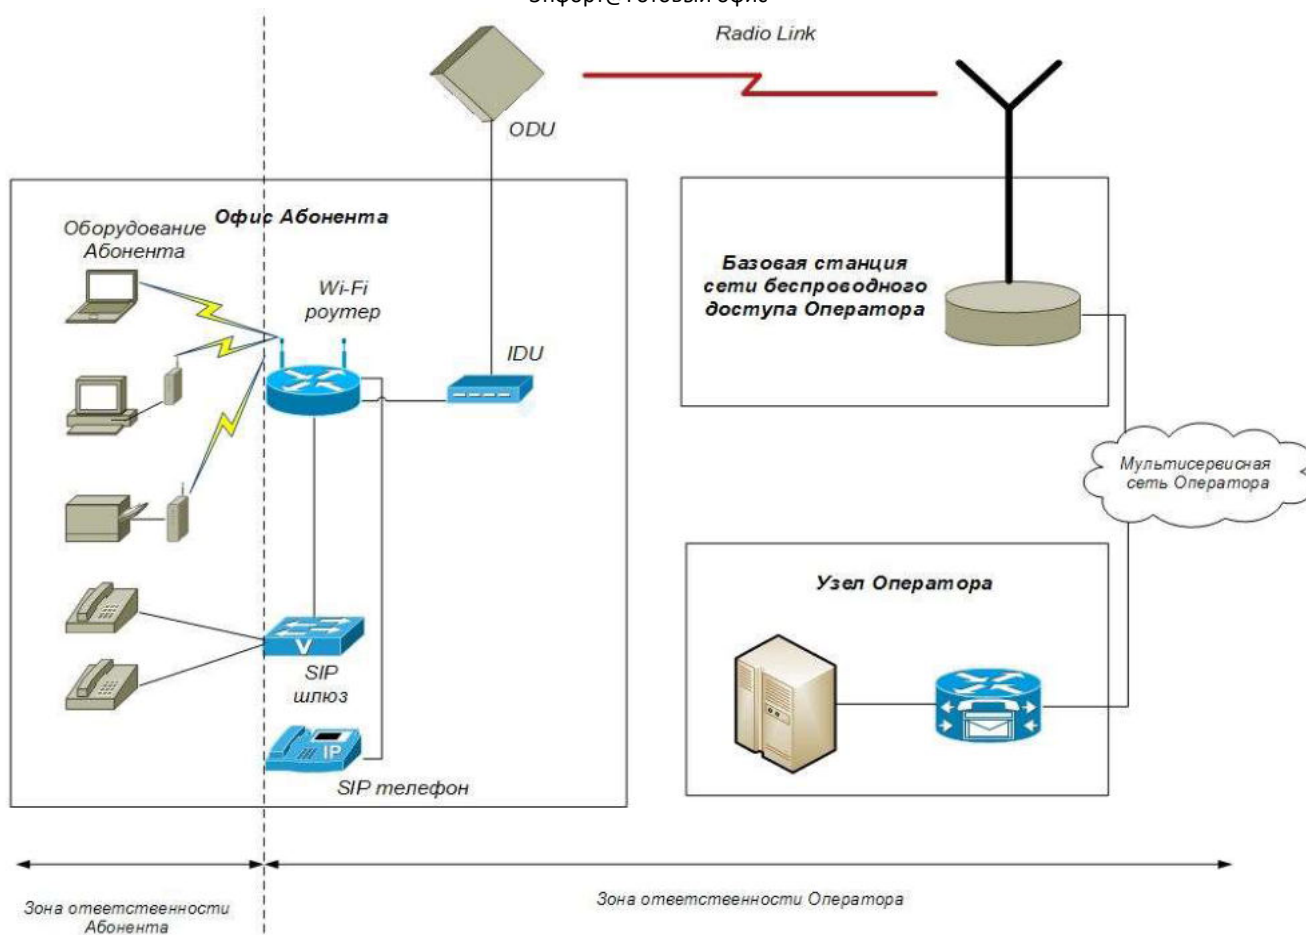 Radio Link
ODU
Офис Абонента
Оборудование
Абонента
Wi-Fi
роутер
IDU
Базовая станция
сети беспроводного
доступа Оператора
Мультисервисная
сеть Оператора
Узел Оператора
V
SIP
шлюз
IP
SIP телефон
Зона ответственности
Абонента
Зона ответственности Оператора